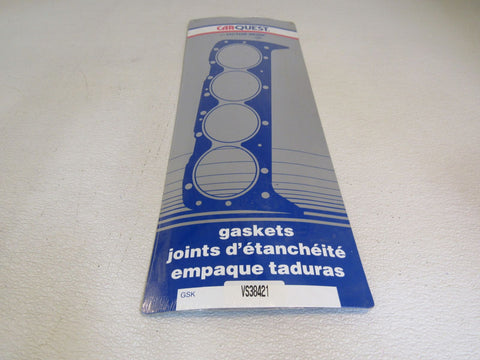 CARQUEST
gaskets
joints d'étanchéité
empaque taduras
GSK VS38421